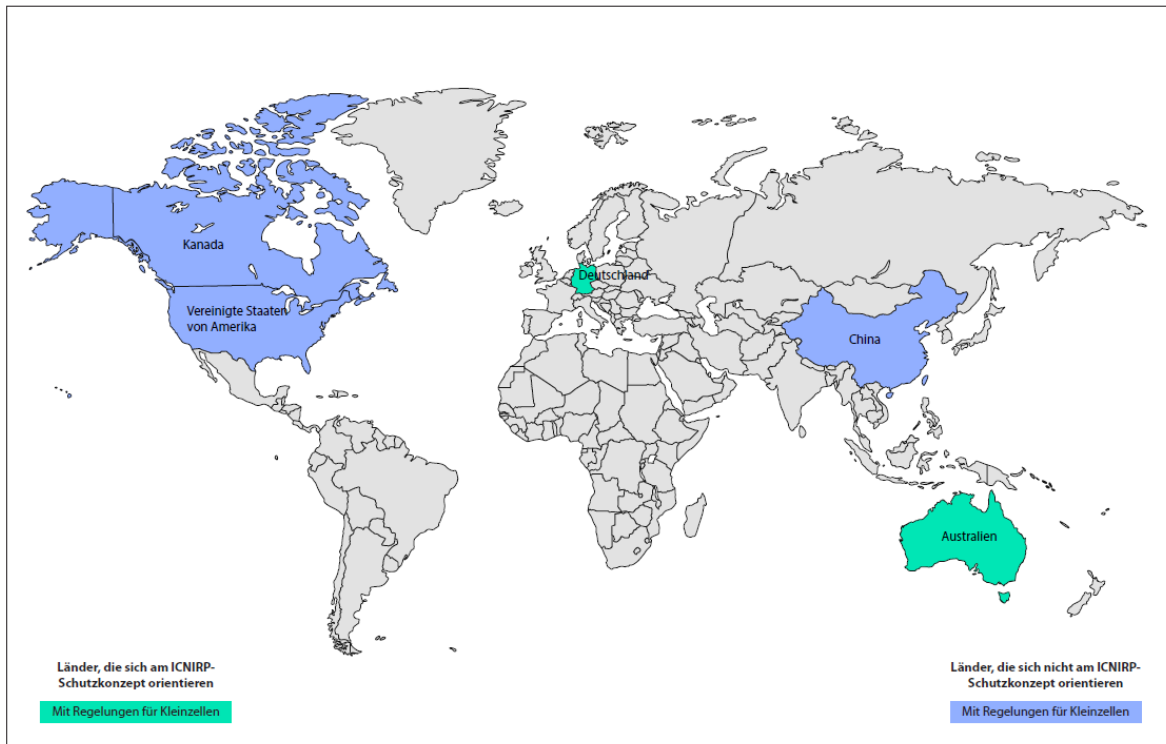 Kanada
Deutschland
Vereinigte Staaten
von Amerika
China
Australien
Länder, die sich am ICNIRP-
Schutzkonzept orientieren
Mit Regelungen für Kleinzellen
Länder, die sich nicht am ICNIRP-
Schutzkonzept orientieren
Mit Regelungen für Kleinzellen